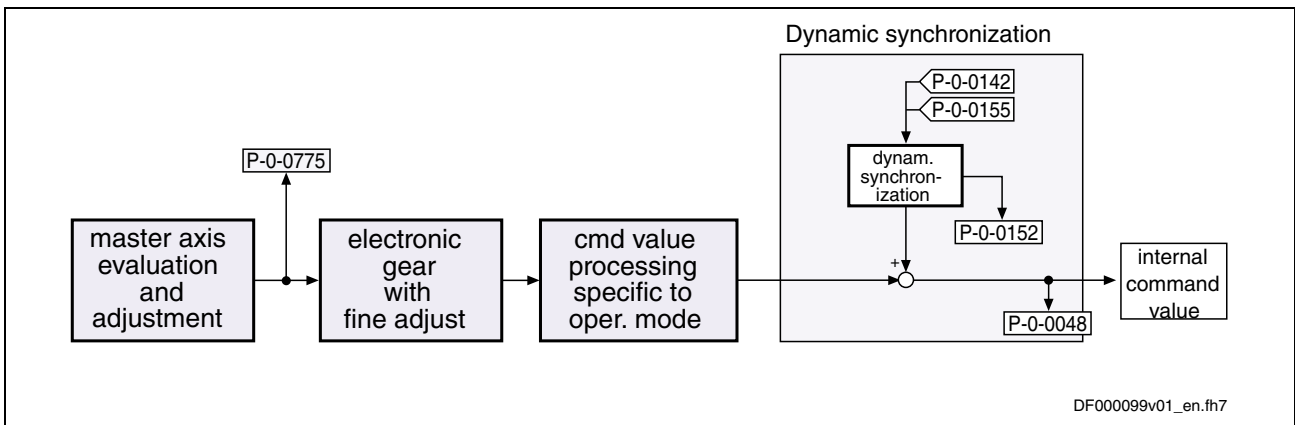 Dynamic synchronization
P-0-0142
P-0-0155
dynam.
synchron-
ization
P-0-0152
P-0-0775
master axis
evaluation
and
adjustment
electronic
gear
with
fine adjust
cmd value
processing
specific to
oper. mode
+
P-0-0048
internal
command
value
DF000099v01_en.fh7